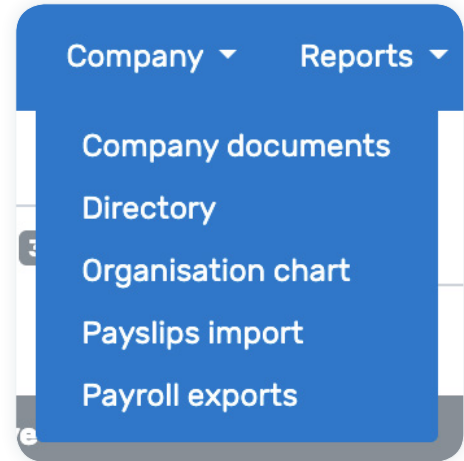 Company Reports
Company documents
Directory
Organisation chart
Payslips import
Payroll exports